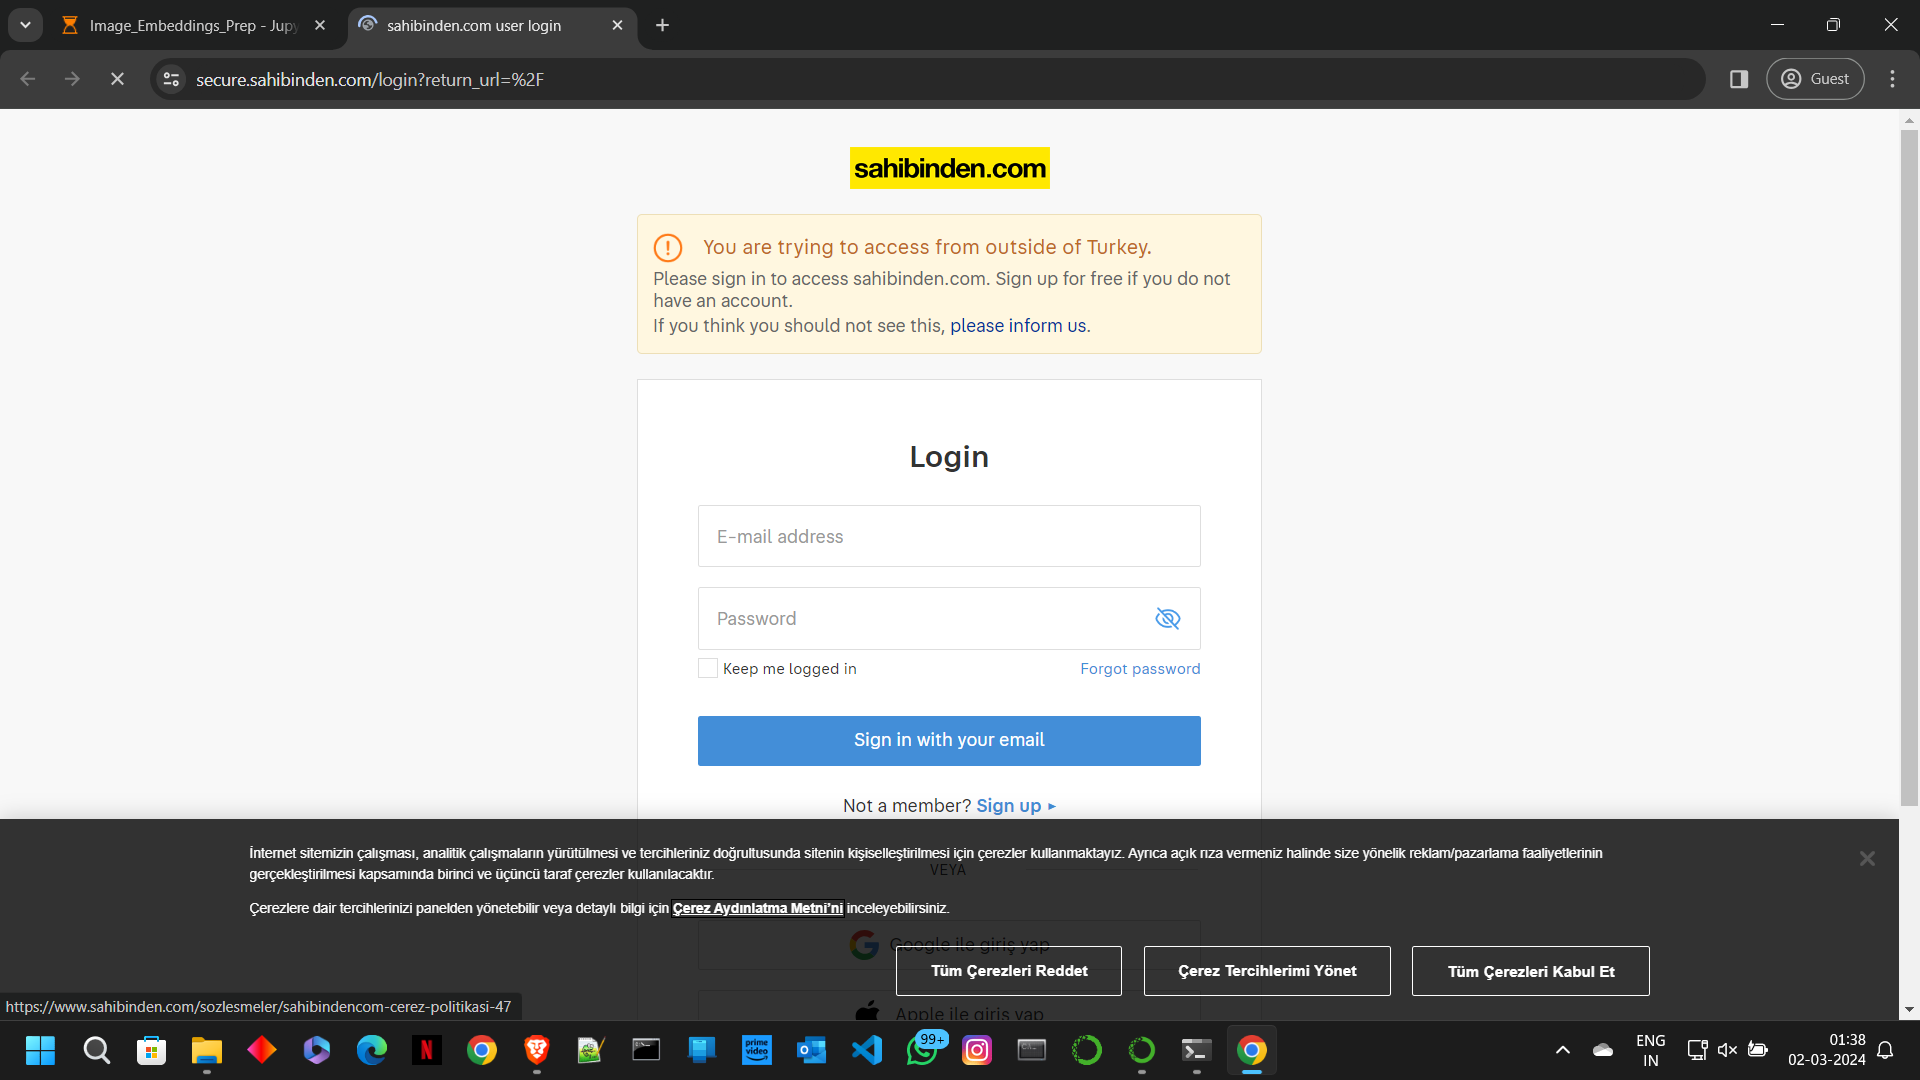 Image_Embeddings_Prep - Jupy
sahibinden.com user login
secure.sahibinden.com/login?return_url=%2F
Guest
sahibinden.com
You are trying to access from outside of Turkey.
Please sign in to access sahibinden.com. Sign up for free if you do not
have an account.
If you think you should not see this, please inform us.
Login
E-mail address
Password
Keep me logged in
Forgot password
Sign in with your email
Not a member? Sign up ▸
İnternet sitemizin çalışması, analitik çalışmaların yürütülmesi ve tercihleriniz doğrultusunda sitenin kişiselleştirilmesi için çerezler kullanmaktayız. Ayrıca açık rıza vermeniz halinde size yönelik reklam/pazarlama faaliyetlerinin
gerçekleştirilmesi kapsamında birinci ve üçüncü taraf çerezler kullanılacaktır.
VEYA
Çerezlere dair tercihlerinizi panelden yönetebilir veya detaylı bilgi için Çerez Aydınlatma Metni'ni inceleyebilirsiniz.
Google ile giriş yap
Tüm Çerezleri Reddet
Çerez Tercihlerimi Yönet
Tüm Çerezleri Kabul Et
Apple ile giriş yap
https://www.sahibinden.com/sozlesmeler/sahibindencom-cerez-politikasi-47
prime video
99+
ENG
IN
01:38
02-03-2024